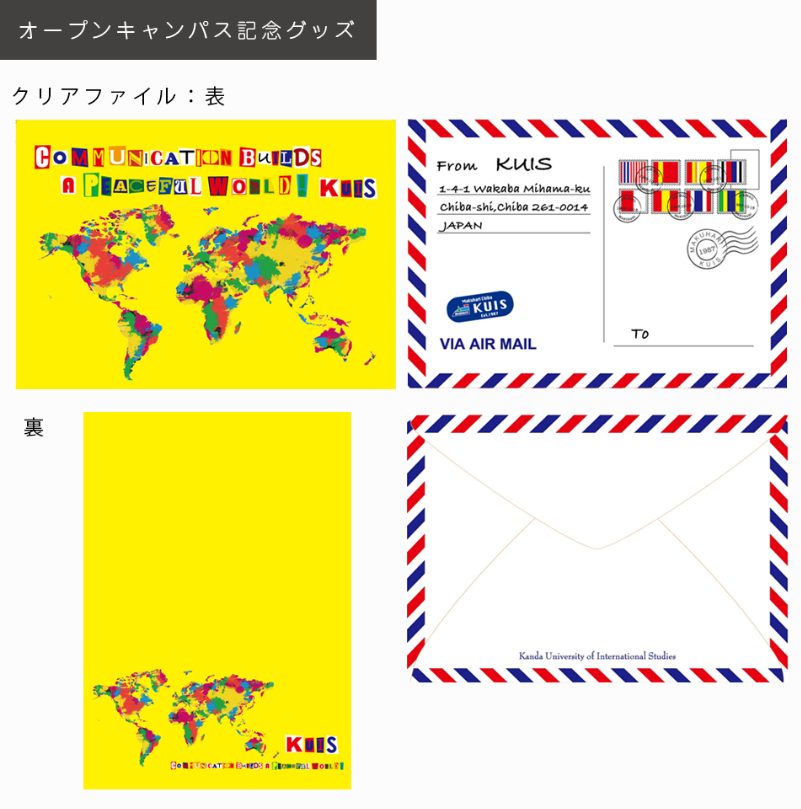 オープンキャンパス記念グッズ
クリアファイル：表
COMMUNICATION BUILDS
A PEACEFUL WORLD! KUIS
From KUIS
1-4-1 Wakaba Mihama-ku
Chiba-shi,Chiba 261-0014
JAPAN
MAKUHARI
1987
KUIS
Makuhari Chiba
KUIS
Est.1987
VIA AIR MAIL
To
裏
KUIS
COMMUNICATION BUILDS A PEACEFUL WORLD!
Kanda University of International Studies